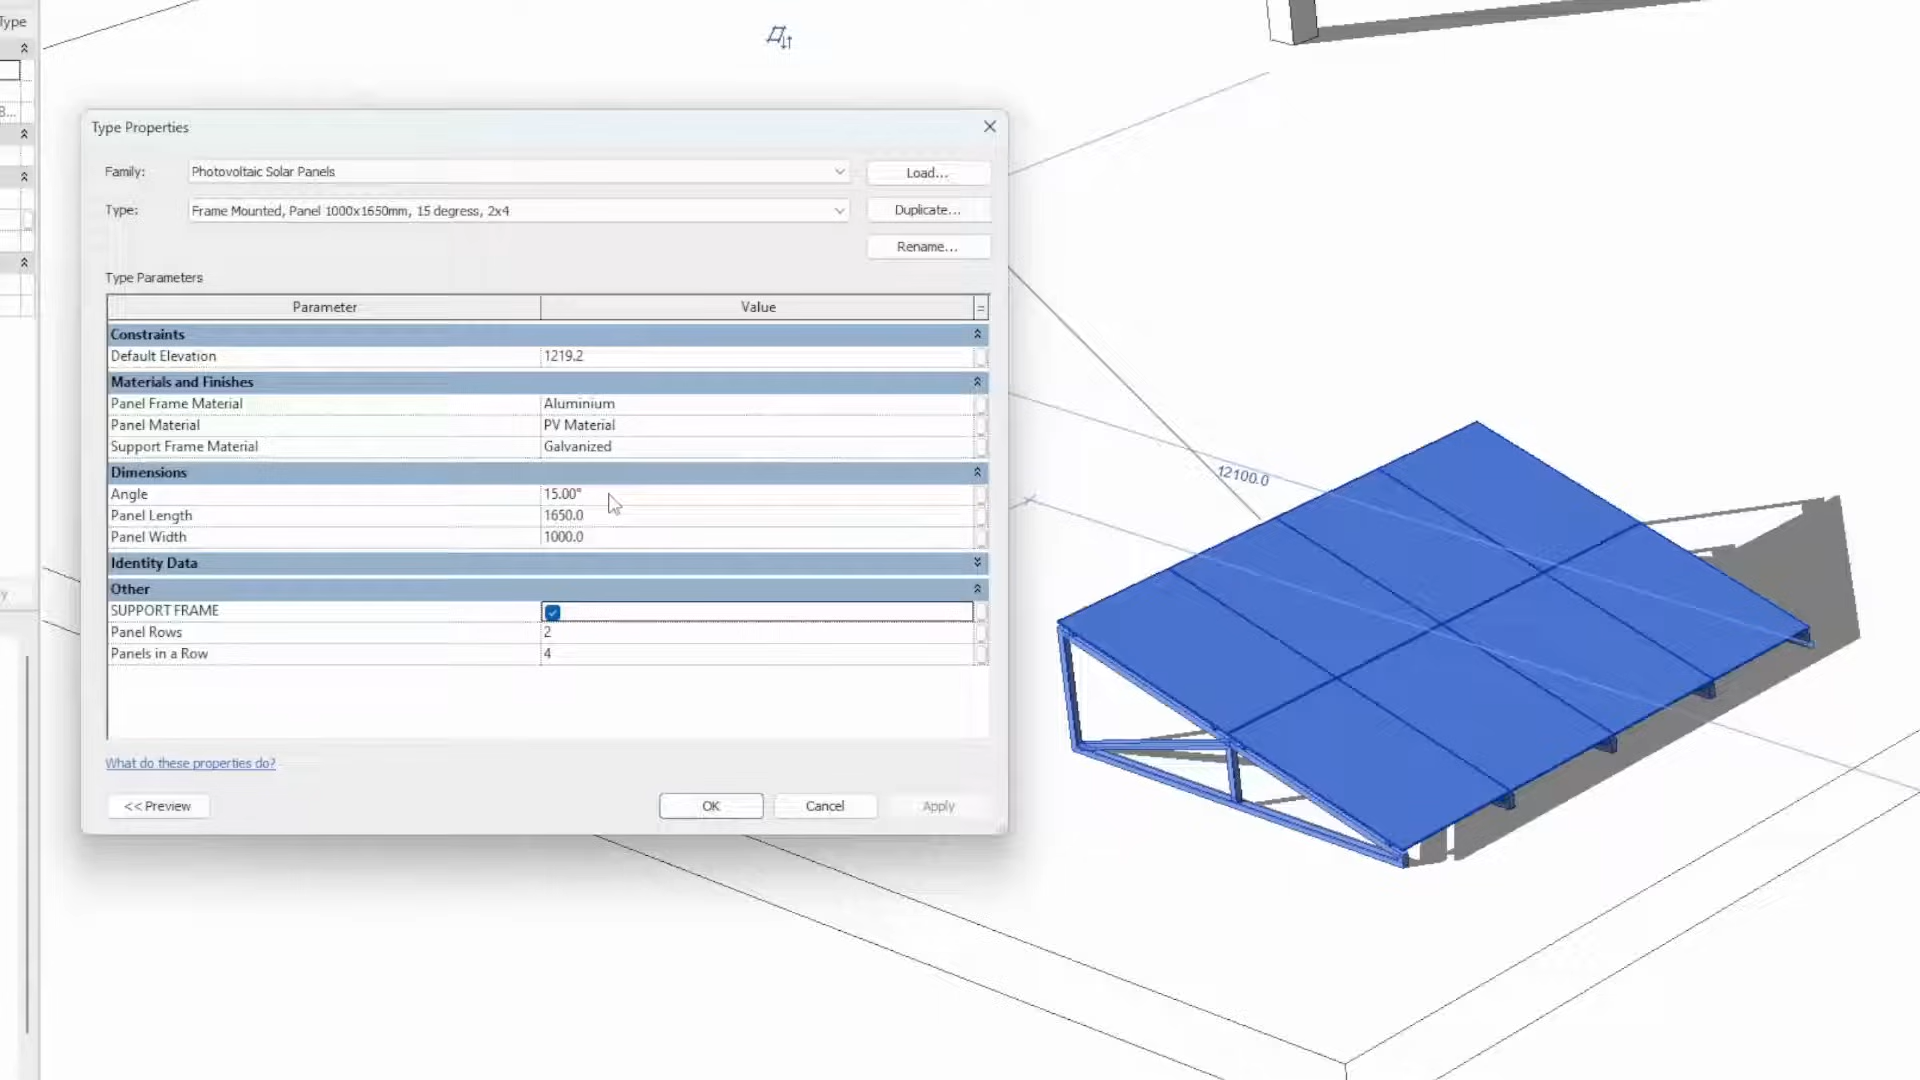 Type
Type Properties
Family:
Photovoltaic Solar Panels
Load...
Type:
Frame Mounted, Panel 1000x1650mm, 15 degress, 2x4
Duplicate...
Rename...
Type Parameters
Parameter
Value
=
Constraints
Default Elevation
1219.2
Materials and Finishes
Panel Frame Material
Aluminium
Panel Material
PV Material
Support Frame Material
Galvanized
Dimensions
Angle
15.00°
Panel Length
1650.0
Panel Width
1000.0
Identity Data
Other
SUPPORT FRAME
Panel Rows
2
Panels in a Row
4
What do these properties do?
<< Preview
OK
Cancel
Apply
12100.0